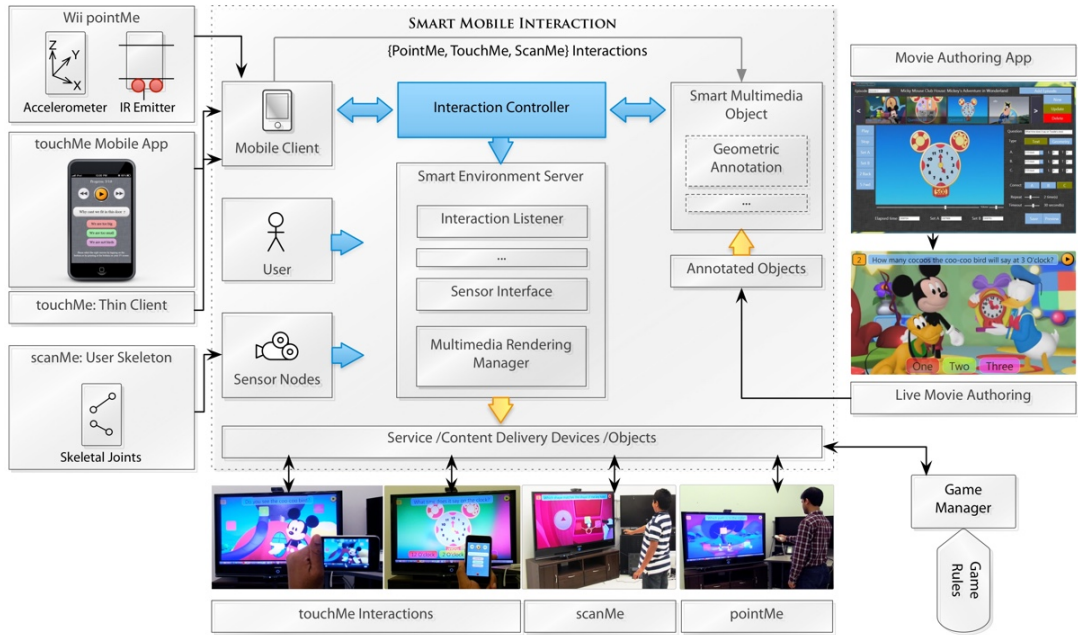 Wii pointMe
Z
Y
X
Accelerometer
IR Emitter
touchMe Mobile App
touchMe: Thin Client
scanMe: User Skeleton
Skeletal Joints
SMART MOBILE INTERACTION
{PointMe, TouchMe, ScanMe} Interactions
Mobile Client
Interaction Controller
Smart Multimedia
Object
Geometric
Annotation
...
Smart Environment Server
Interaction Listener
...
Sensor Interface
Multimedia Rendering
Manager
User
Sensor Nodes
Annotated Objects
Service /Content Delivery Devices /Objects
Movie Authoring App
2 How many cocoos the coo-coo bird will say at 3 O'clock?
One Two Three
Live Movie Authoring
Game
Manager
Game
Rules
touchMe Interactions
scanMe
pointMe